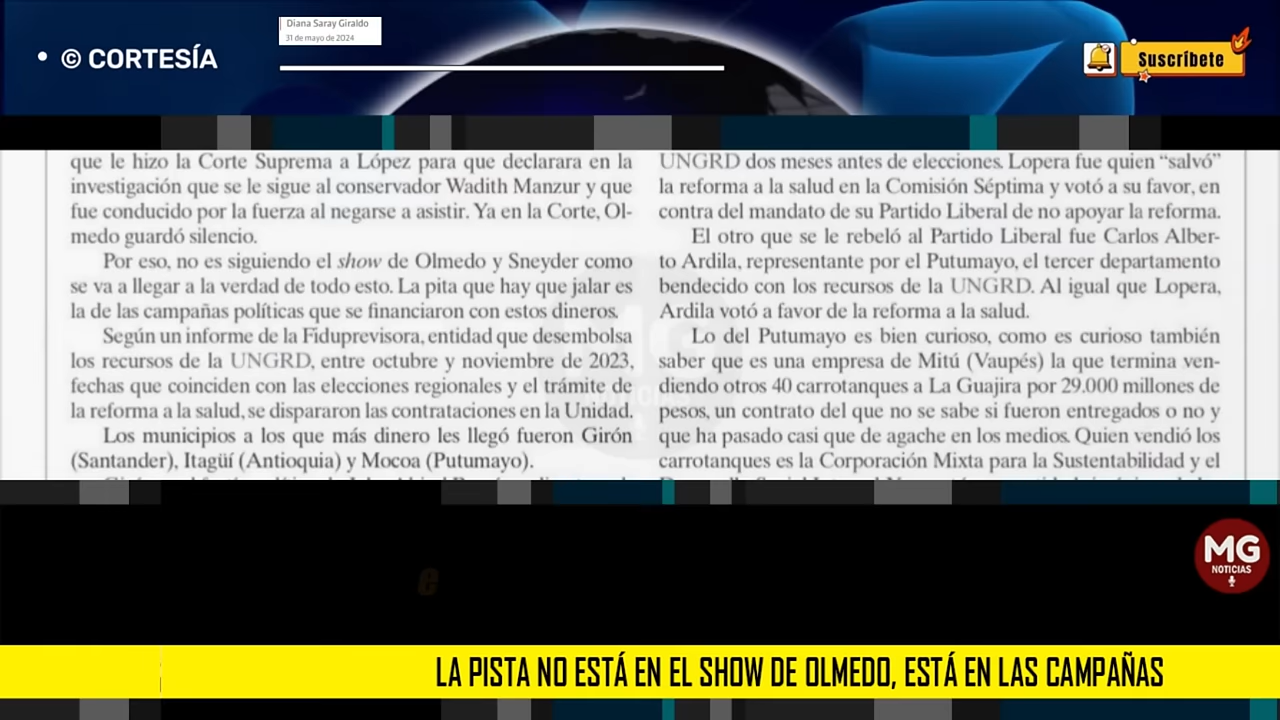 Diana Saray Giraldo
31 de mayo de 2024
• © CORTESÍA
Suscríbete
que le hizo la Corte Suprema a López para que declarara en la
investigación que se le sigue al conservador Wadith Manzur y que
fue conducido por la fuerza al negarse a asistir. Ya en la Corte, Ol-
medo guardó silencio.
Por eso, no es siguiendo el show de Olmedo y Sneyder como
se va a llegar a la verdad de todo esto. La pita que hay que jalar es
la de las campañas políticas que se financiaron con estos dineros.
Según un informe de la Fiduprevisora, entidad que desembolsa
los recursos de la UNGRD, entre octubre y noviembre de 2023,
fechas que coinciden con las elecciones regionales y el trámite de
la reforma a la salud, se dispararon las contrataciones en la Unidad.
Los municipios a los que más dinero les llegó fueron Girón
(Santander), Itagüí (Antioquia) y Mocoa (Putumayo).
UNGRD dos meses antes de elecciones. Lopera fue quien “salvó”
la reforma a la salud en la Comisión Séptima y votó a su favor, en
contra del mandato de su Partido Liberal de no apoyar la reforma.
El otro que se le rebeló al Partido Liberal fue Carlos Alber-
to Ardila, representante por el Putumayo, el tercer departamento
bendecido con los recursos de la UNGRD. Al igual que Lopera,
Ardila votó a favor de la reforma a la salud.
Lo del Putumayo es bien curioso, como es curioso también
saber que es una empresa de Mitú (Vaupés) la que termina ven-
diendo otros 40 carrotanques a La Guajira por 29.000 millones de
pesos, un contrato del que no se sabe si fueron entregados o no y
que ha pasado casi que de agache en los medios. Quien vendió los
carrotanques es la Corporación Mixta para la Sustentabilidad y el
MG
NOTICIAS
e
MG
NOTICIAS
LA PISTA NO ESTÁ EN EL SHOW DE OLMEDO, ESTÁ EN LAS CAMPAÑAS